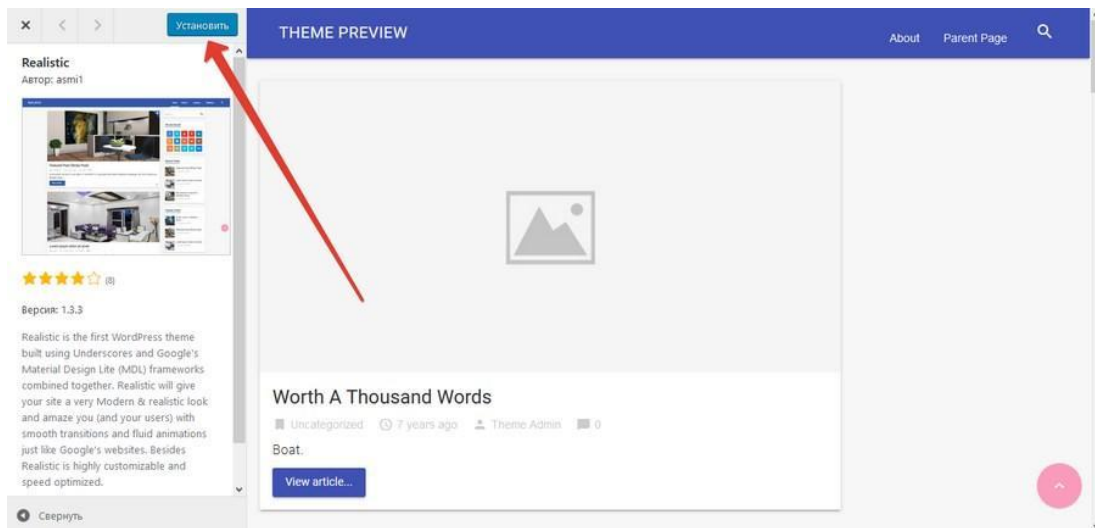 Установить
Realistic
Автор: asmi1
(8)
Версия: 1.3.3
Realistic is the first WordPress theme
built using Underscores and Google's
Material Design Lite (MDL) frameworks
combined together. Realistic will give
your site a very Modern & realistic look
and amaze you (and your users) with
smooth transitions and fluid animations
just like Google's websites. Besides
Realistic is highly customizable and
speed optimized.
Свернуть
THEME PREVIEW
About Parent Page
Worth A Thousand Words
Uncategorized 7 years ago Theme Admin 0
Boat.
View article...